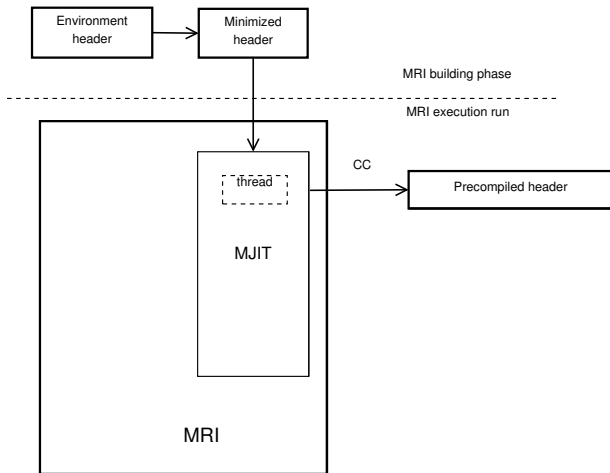 Environment
header
Minimized
header
MRI building phase
MRI execution run
CC
thread
Precompiled header
MJIT
MRI